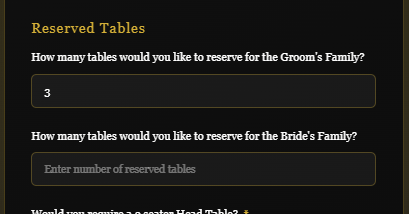 Reserved Tables
How many tables would you like to reserve for the Groom's Family?
3
How many tables would you like to reserve for the Bride's Family?
Enter number of reserved tables
Would you require a 9 seater Head Table? *